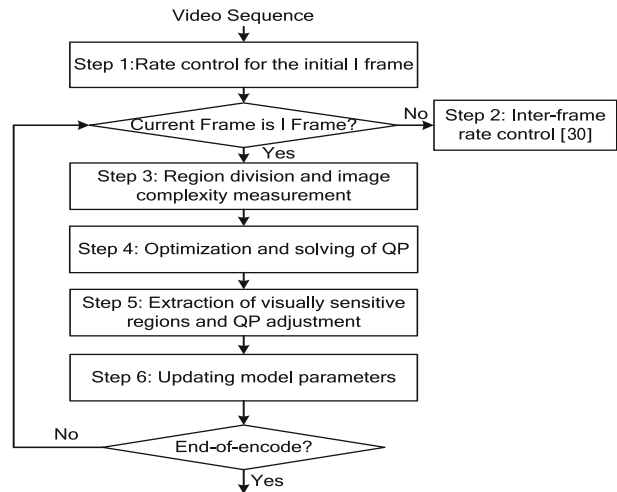 Video Sequence
Step 1:Rate control for the initial I frame
Current Frame is I Frame?
No
Step 2: Inter-frame
rate control [30]
Yes
Step 3: Region division and image
complexity measurement
Step 4: Optimization and solving of QP
Step 5: Extraction of visually sensitive
regions and QP adjustment
Step 6: Updating model parameters
No
End-of-encode?
Yes